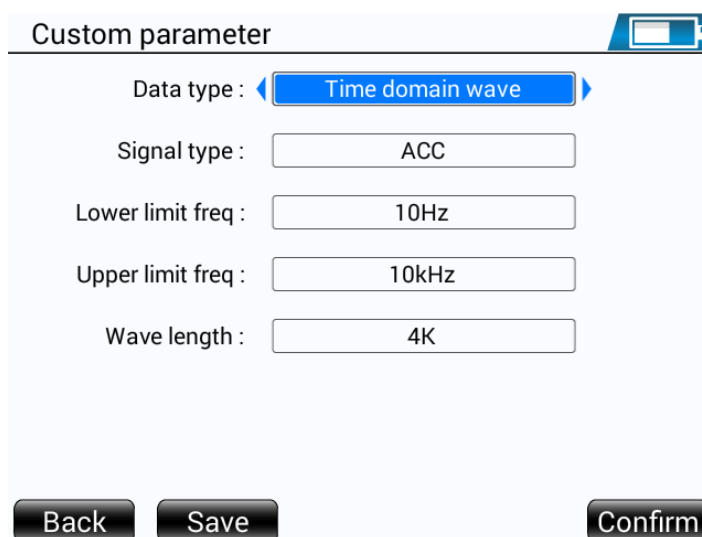 Custom parameter
Data type : Time domain wave
Signal type : ACC
Lower limit freq : 10Hz
Upper limit freq : 10kHz
Wave length : 4K
Back Save Confirm